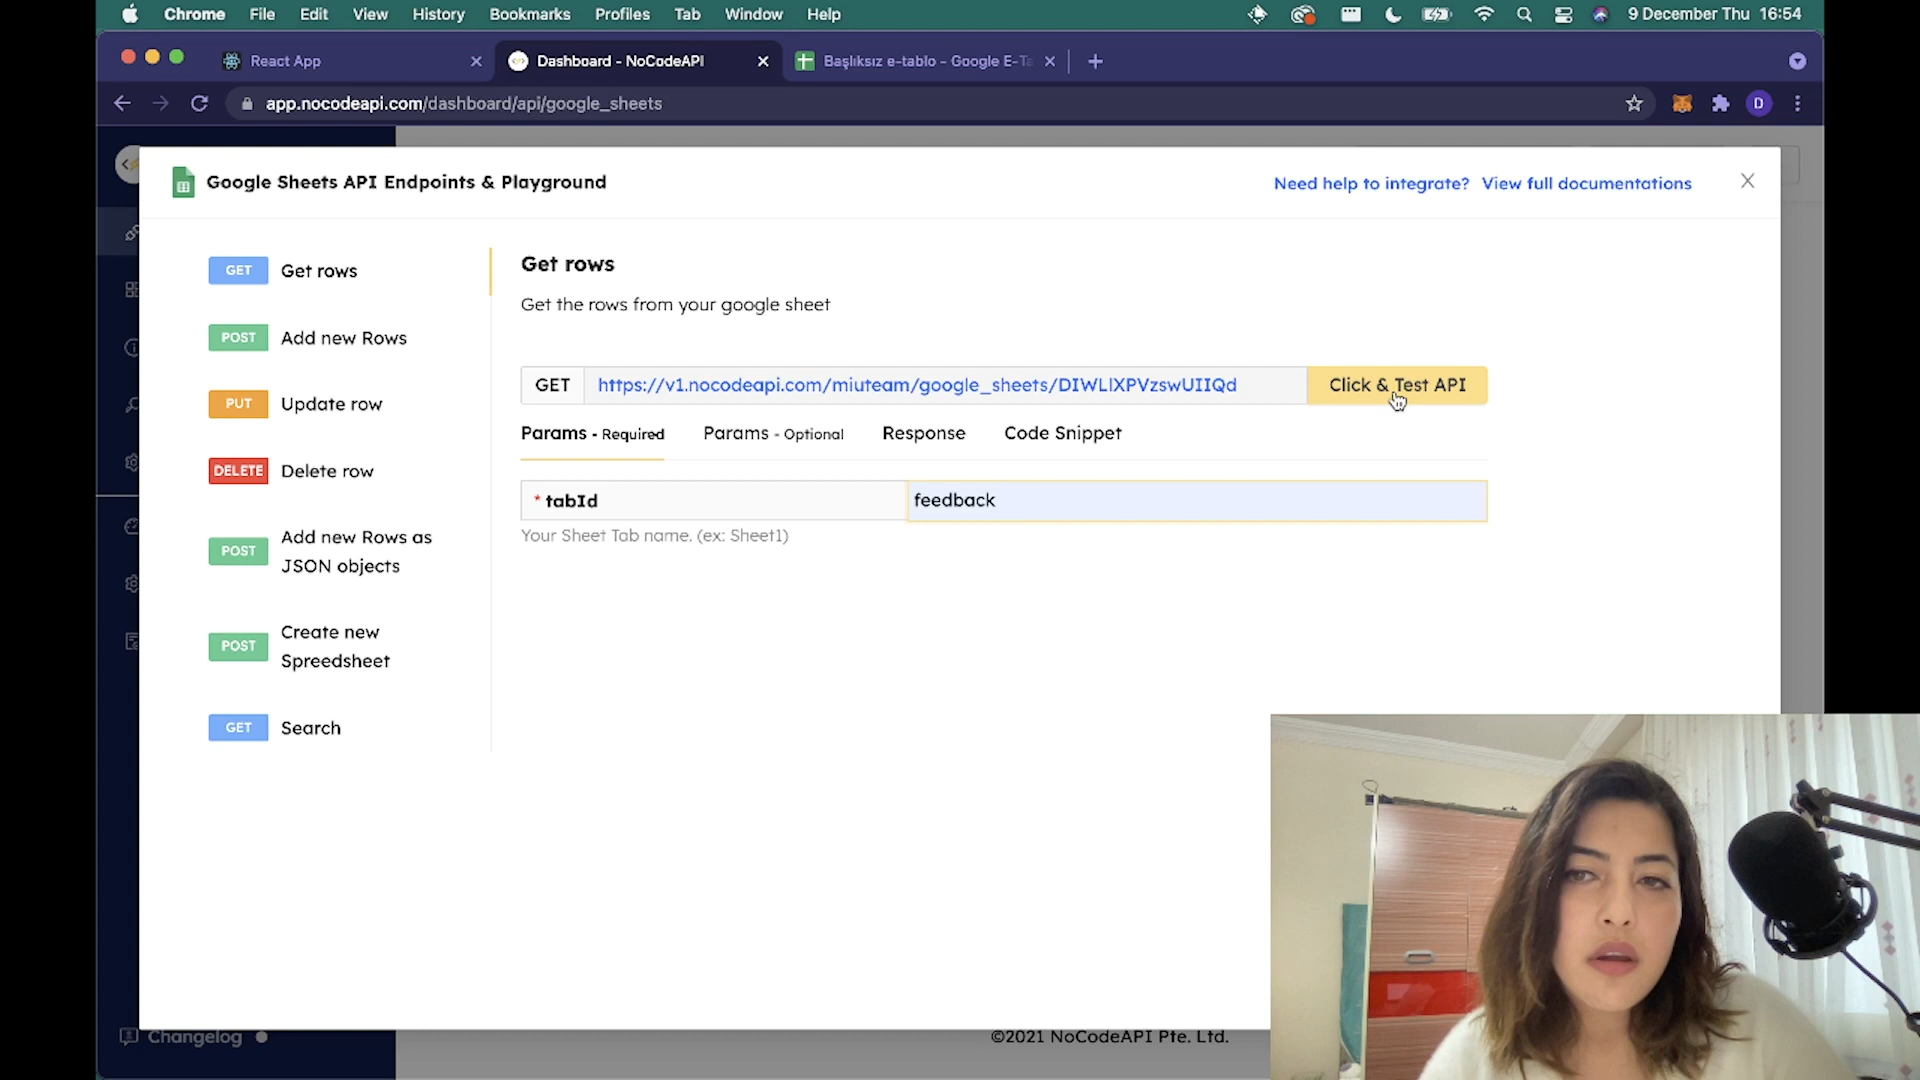 Chrome File Edit View History Bookmarks Profiles Tab Window Help 9 December Thu 16:54
React App Dashboard - NoCodeAPI Başlıksız e-tablo - Google E-Ta
app.nocodeapi.com/dashboard/api/google_sheets D
Google Sheets API Endpoints & Playground Need help to integrate? View full documentations
GET Get rows
POST Add new Rows
PUT Update row
DELETE Delete row
POST Add new Rows as
JSON objects
POST Create new
Spreedsheet
GET Search
Get rows
Get the rows from your google sheet
GET https://v1.nocodeapi.com/miuteam/google_sheets/DIWLlXPVzswUIIQd Click & Test API
Params - Required Params - Optional Response Code Snippet
* tabId feedback
Your Sheet Tab name. (ex: Sheet1)
Changelog ©2021 NoCodeAPI Pte. Ltd.